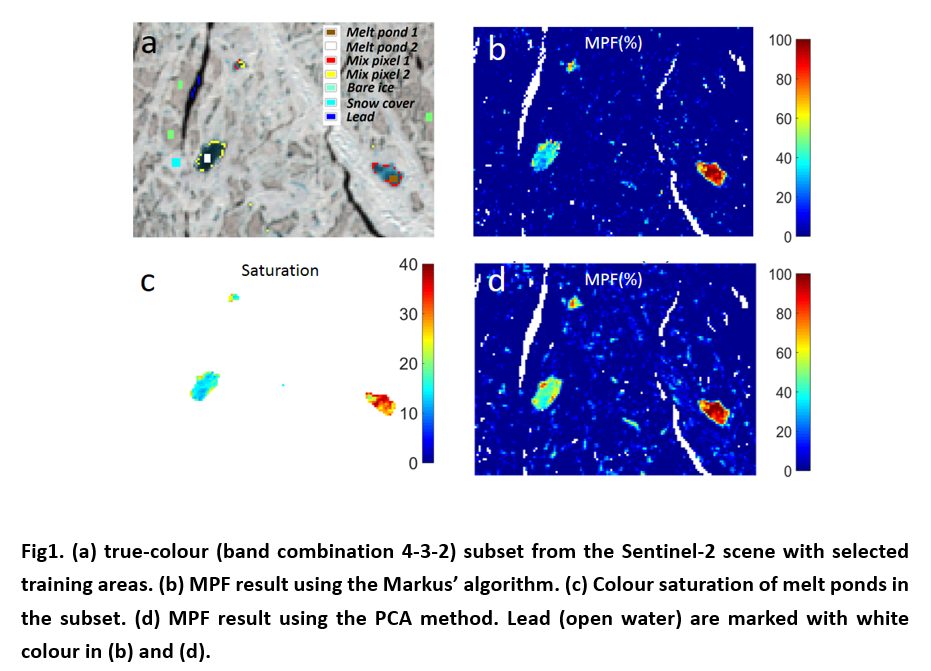 a
Melt pond 1
Melt pond 2
Mix pixel 1
Mix pixel 2
Bare ice
Snow cover
Lead
b
MPF(%)
100
80
60
40
20
0
c
Saturation
40
30
20
10
0
d
MPF(%)
100
80
60
40
20
0
Fig1. (a) true-colour (band combination 4-3-2) subset from the Sentinel-2 scene with selected
training areas. (b) MPF result using the Markus’ algorithm. (c) Colour saturation of melt ponds in
the subset. (d) MPF result using the PCA method. Lead (open water) are marked with white
colour in (b) and (d).